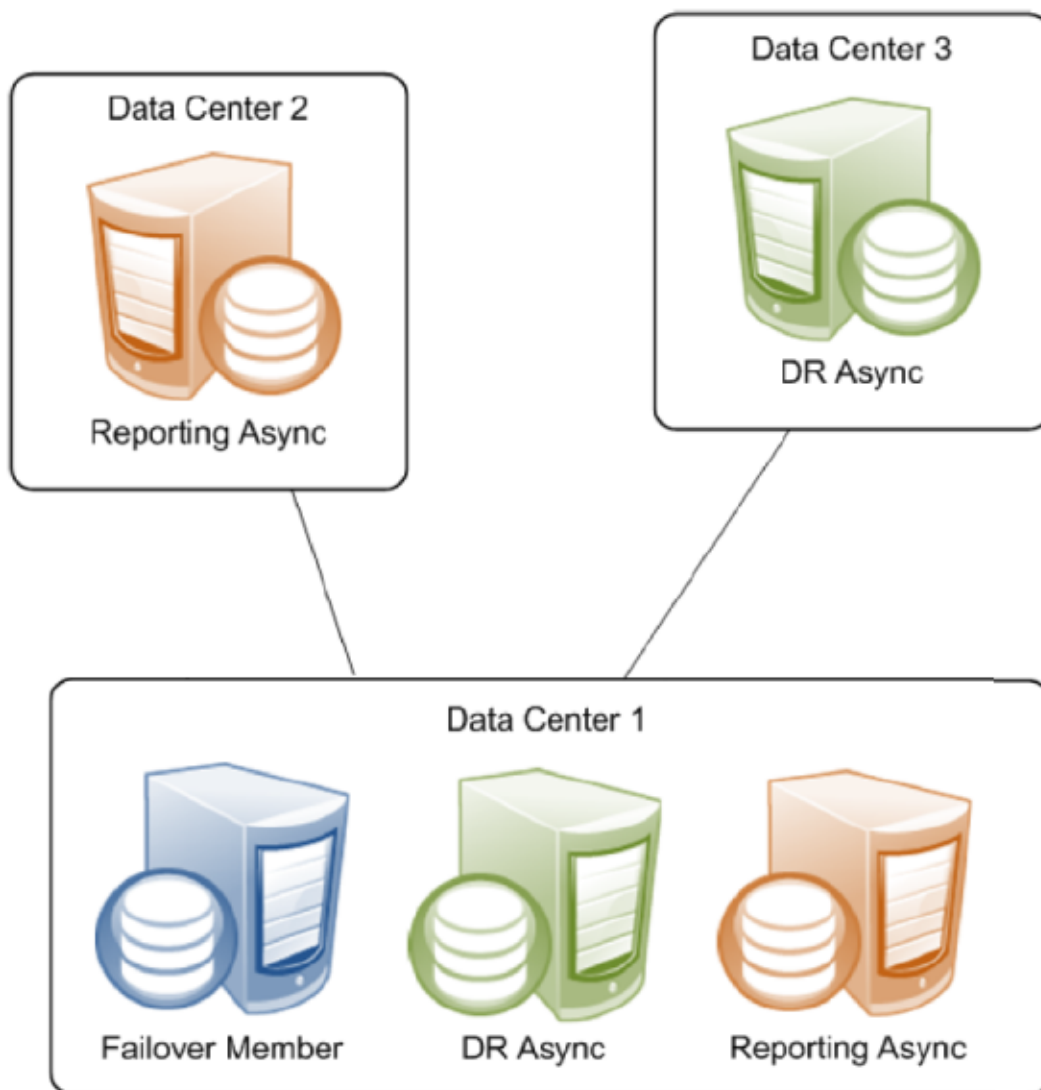 Data Center 3
Data Center 2
DR Async
Reporting Async
Data Center 1
Failover Member
DR Async
Reporting Async